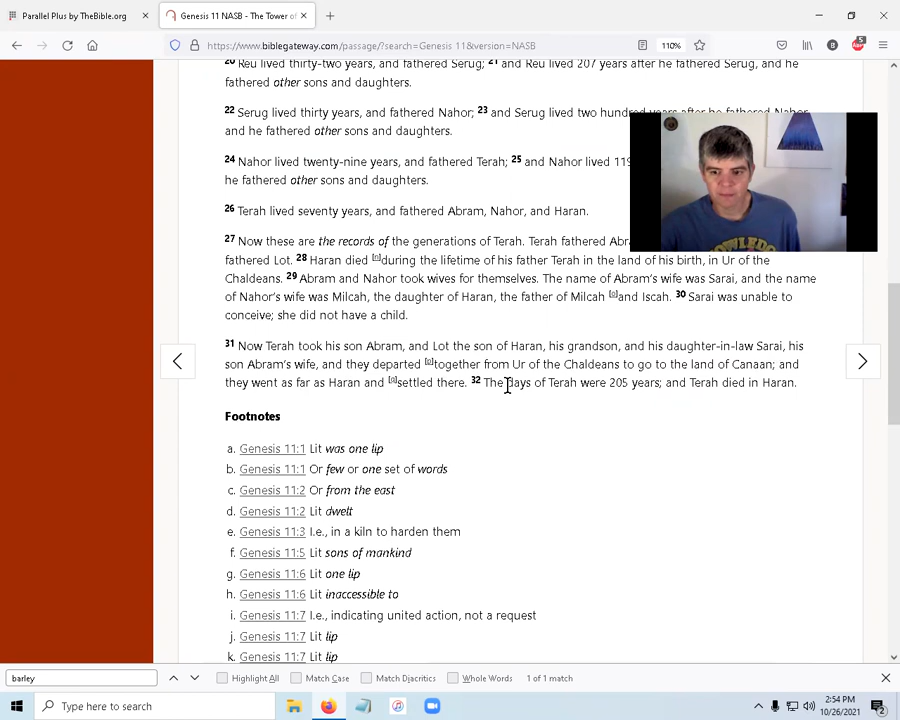 Parallel Plus by TheBible.org
Genesis 11 NASB - The Tower of
https://www.biblegateway.com/passage/?search=Genesis 11&version=NASB
110%
B
5
20 Reu lived thirty-two years, and fathered Serug; 21 and Reu lived 207 years after he fathered Serug, and he
fathered other sons and daughters.
22 Serug lived thirty years, and fathered Nahor; 23 and Serug lived two hundred years after he fathered Nahor,
and he fathered other sons and daughters.
24 Nahor lived twenty-nine years, and fathered Terah; 25 and Nahor lived 119
he fathered other sons and daughters.
26 Terah lived seventy years, and fathered Abram, Nahor, and Haran.
27 Now these are the records of the generations of Terah. Terah fathered
fathered Lot. 28 Haran died [n]during the lifetime of his father Terah in the land of his birth, in Ur of the
Chaldeans. 29 Abram and Nahor took wives for themselves. The name of Abram's wife was Sarai, and the name
of Nahor's wife was Milcah, the daughter of Haran, the father of Milcah [o]and Iscah. 30 Sarai was unable to
conceive; she did not have a child.
31 Now Terah took his son Abram, and Lot the son of Haran, his grandson, and his daughter-in-law Sarai, his
son Abram's wife, and they departed [p]together from Ur of the Chaldeans to go to the land of Canaan; and
they went as far as Haran and [q]settled there. 32 The days of Terah were 205 years; and Terah died in Haran.
Footnotes
a. Genesis 11:1 Lit was one lip
b. Genesis 11:1 Or few or one set of words
c. Genesis 11:2 Or from the east
d. Genesis 11:2 Lit dwelt
e. Genesis 11:3 I.e., in a kiln to harden them
f. Genesis 11:5 Lit sons of mankind
g. Genesis 11:6 Lit one lip
h. Genesis 11:6 Lit inaccessible to
i. Genesis 11:7 I.e., indicating united action, not a request
j. Genesis 11:7 Lit lip
k. Genesis 11:7 Lit lip
barley
Highlight All
Match Case
Match Diacritics
Whole Words
1 of 1 match
Type here to search
2:54 PM
10/26/2021
2